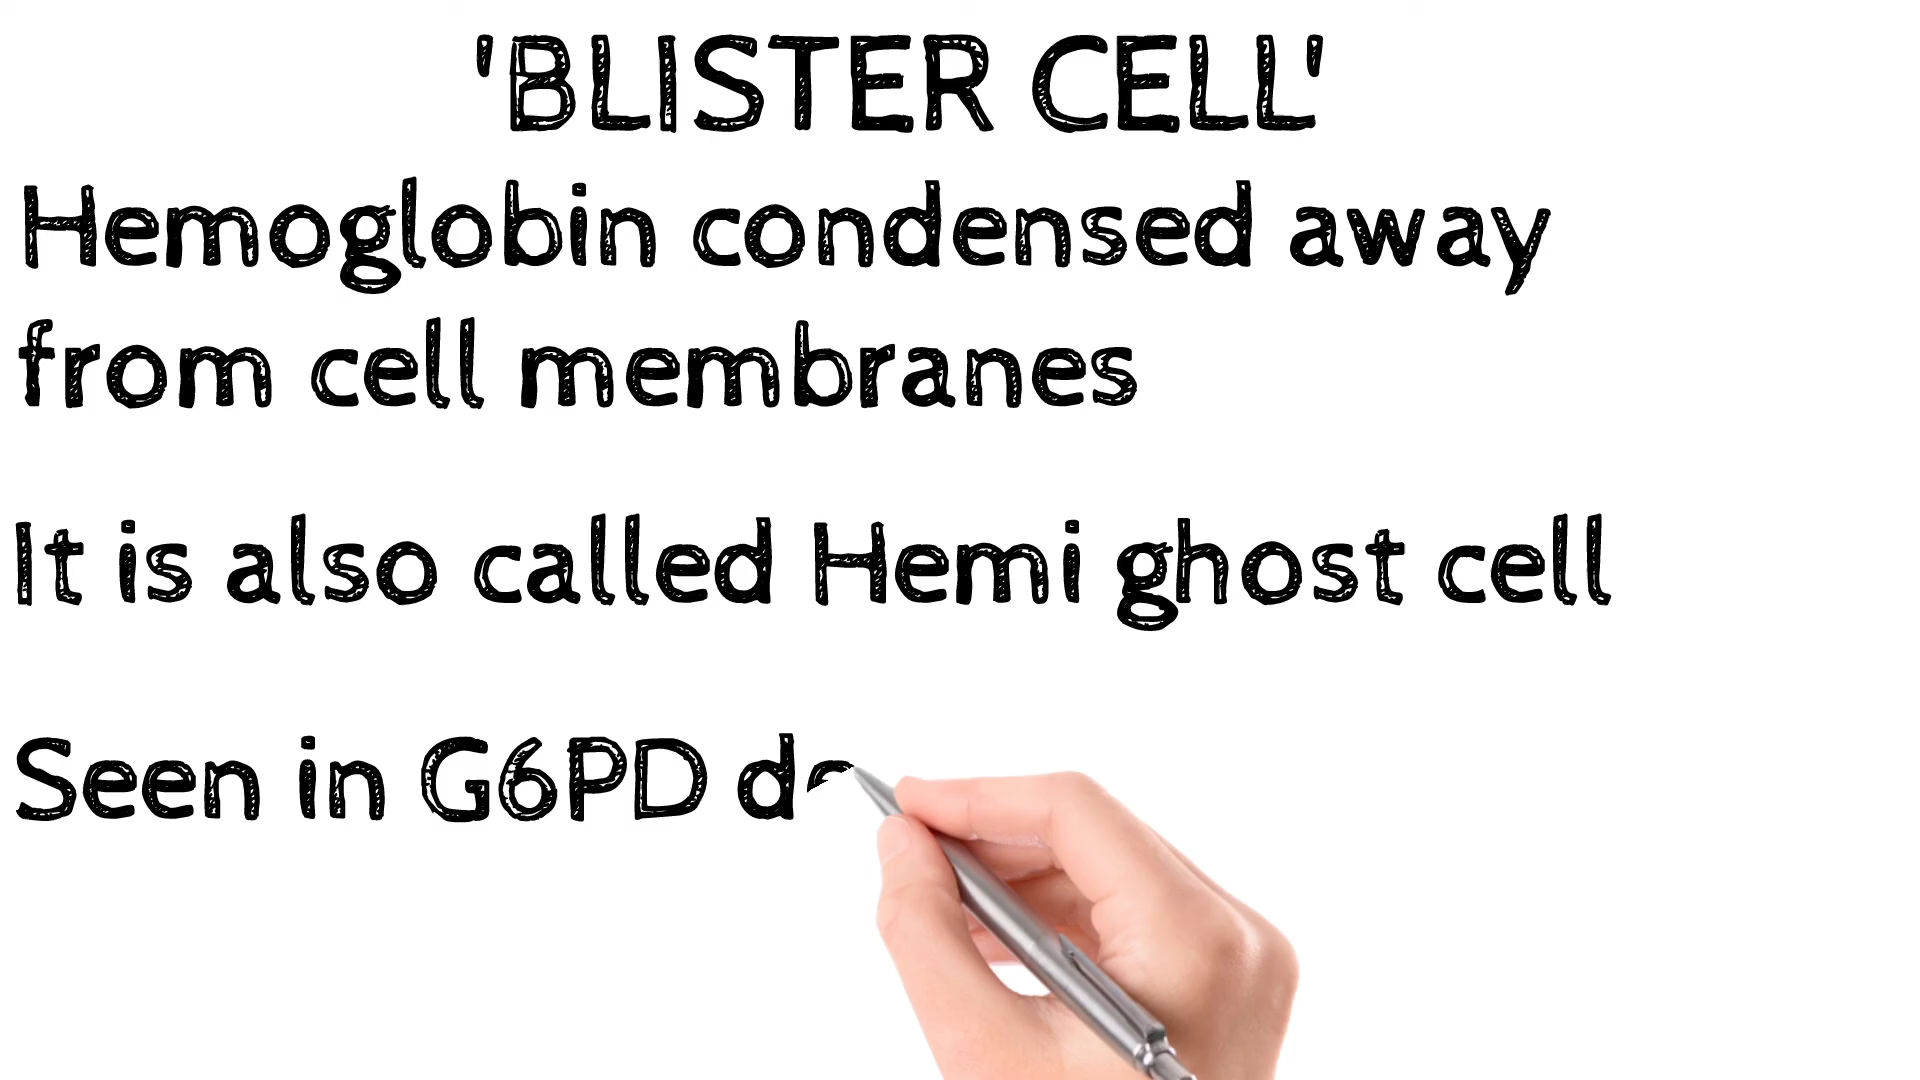 'BLISTER CELL'
Hemoglobin condensed away
from cell membranes
It is also called Hemi ghost cell
Seen in G6PD